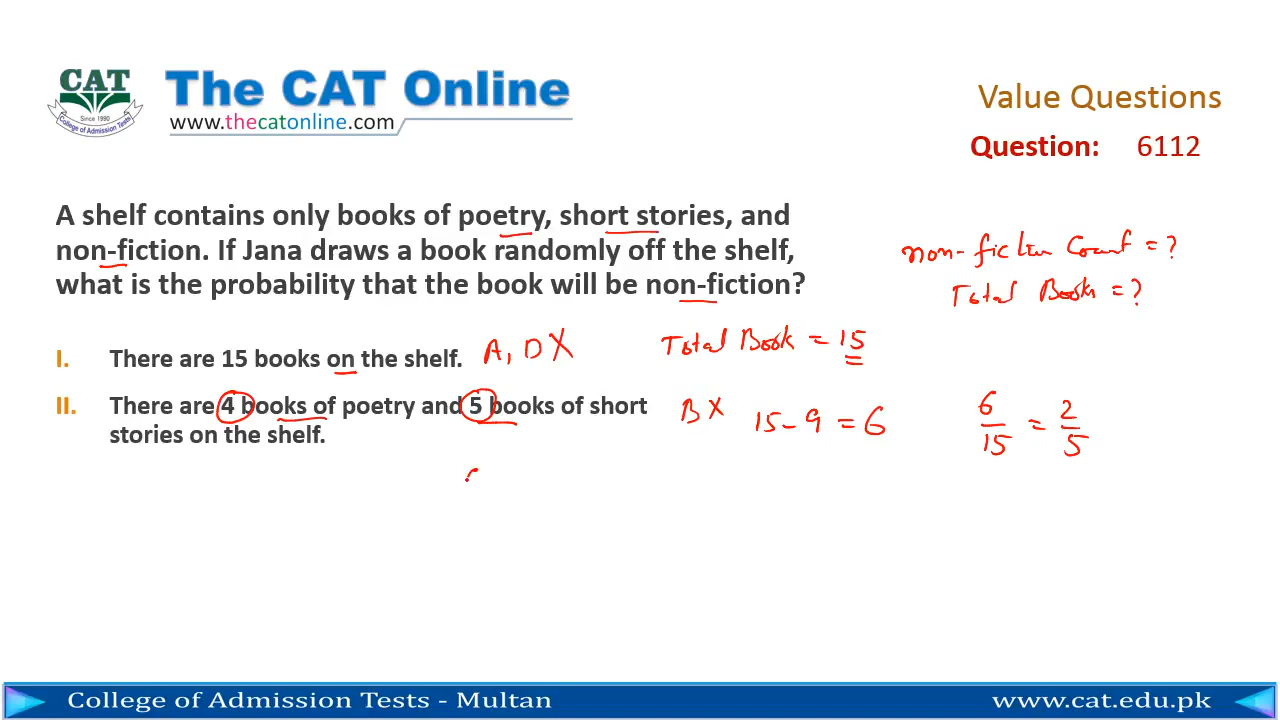 CAT
Since 1990
College of Admission Tests
The CAT Online
www.thecatonline.com
Value Questions
Question: 6112
A shelf contains only books of poetry, short stories, and
non-fiction. If Jana draws a book randomly off the shelf,
what is the probability that the book will be non-fiction?
non-fiction Count = ?
Total Books = ?
I. There are 15 books on the shelf. A, D X
Total Book = 15
II. There are 4 books of poetry and 5 books of short
stories on the shelf.
B X 15 - 9 = 6
6/15 = 2/5
College of Admission Tests - Multan
www.cat.edu.pk